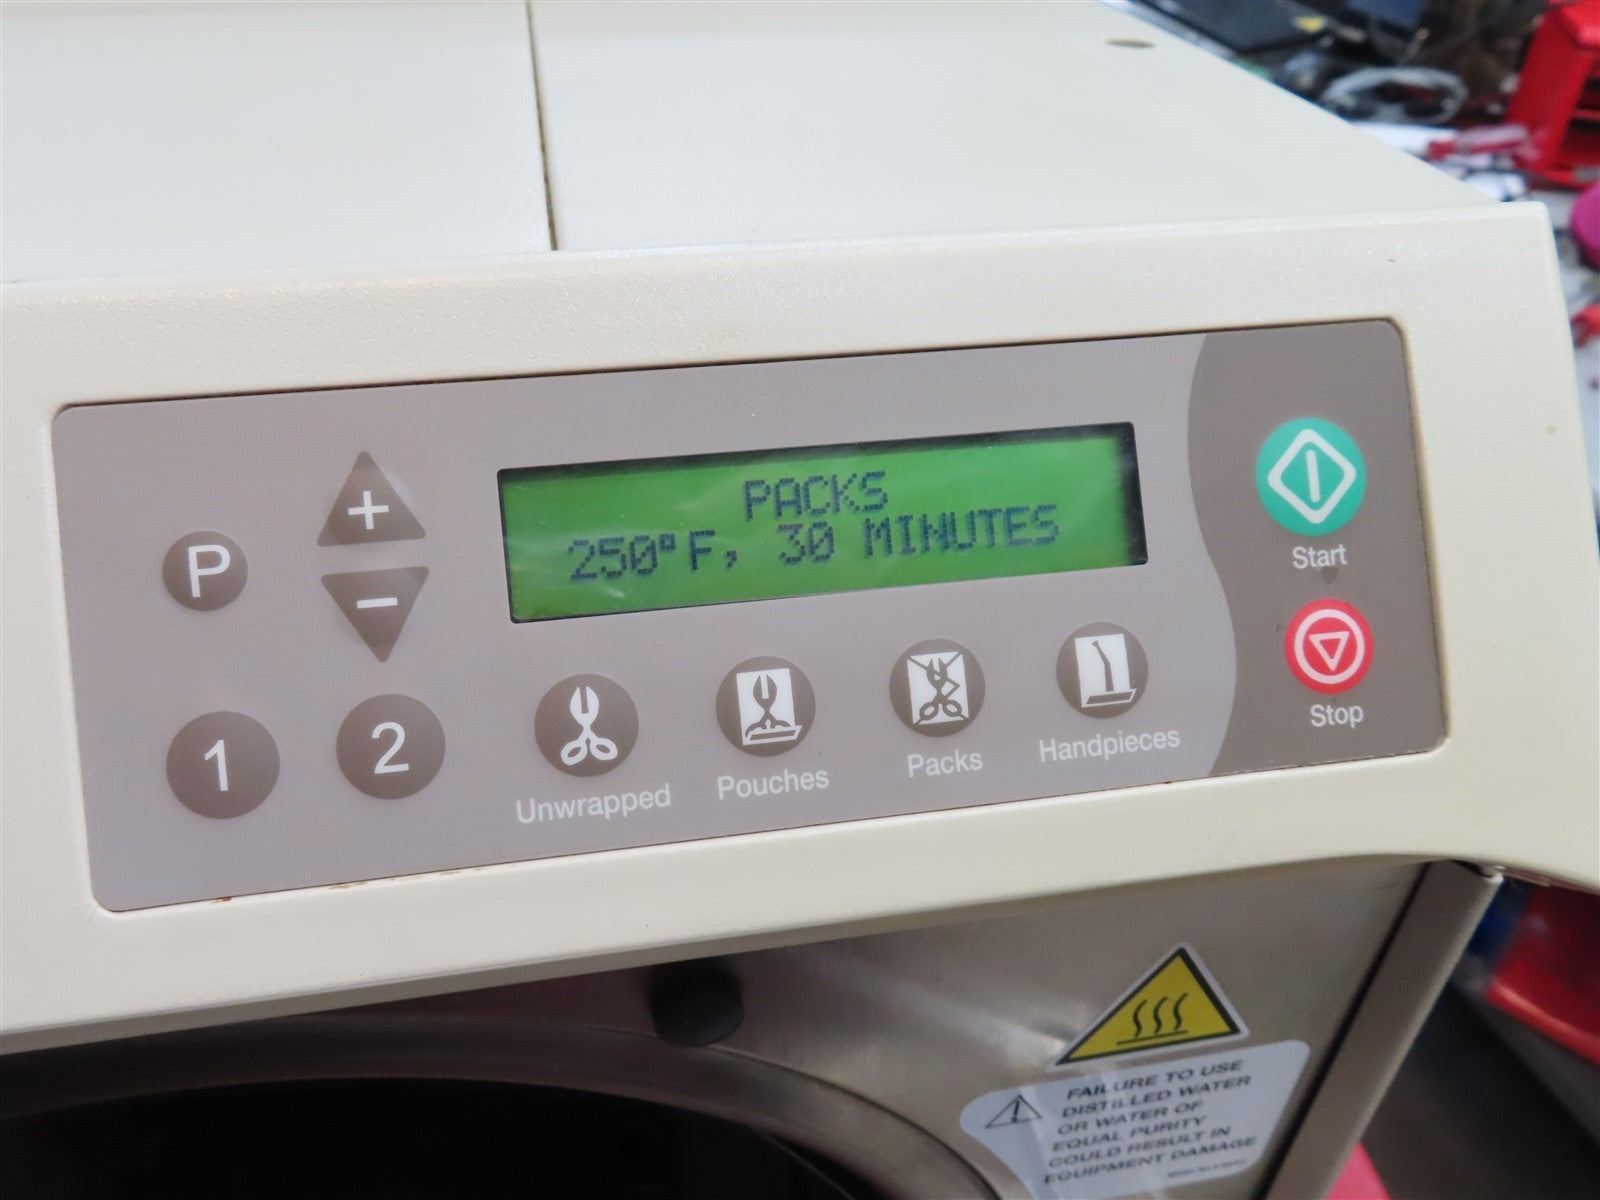 PACKS
250°F, 30 MINUTES
P
+
−
1
2
Unwrapped
Pouches
Packs
Handpieces
Start
Stop
FAILURE TO USE
DISTILLED WATER
OR WATER OF
EQUAL PURITY
COULD RESULT IN
EQUIPMENT DAMAGE